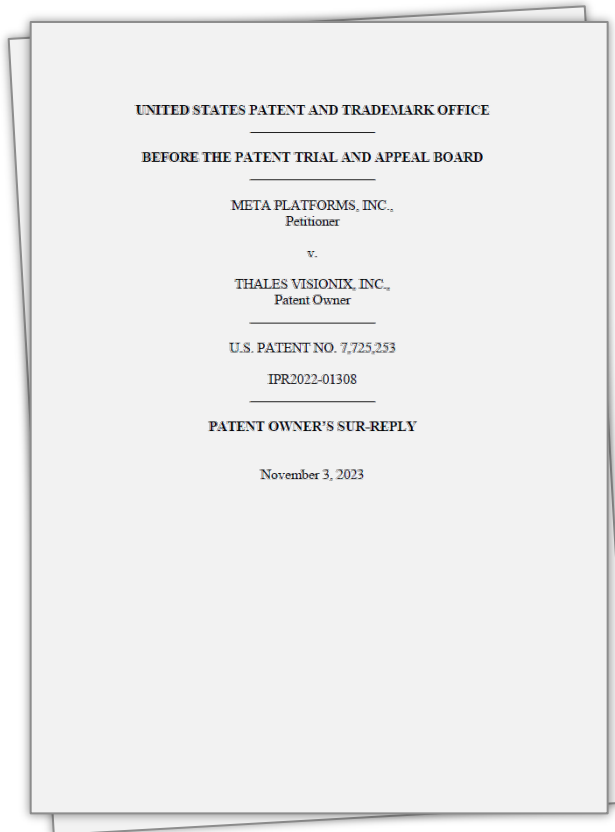 UNITED STATES PATENT AND TRADEMARK OFFICE
BEFORE THE PATENT TRIAL AND APPEAL BOARD
META PLATFORMS, INC.,
Petitioner
v.
THALES VISIONIX, INC.,
Patent Owner
U.S. PATENT NO. 7,725,253
IPR2022-01308
PATENT OWNER’S SUR-REPLY
November 3, 2023